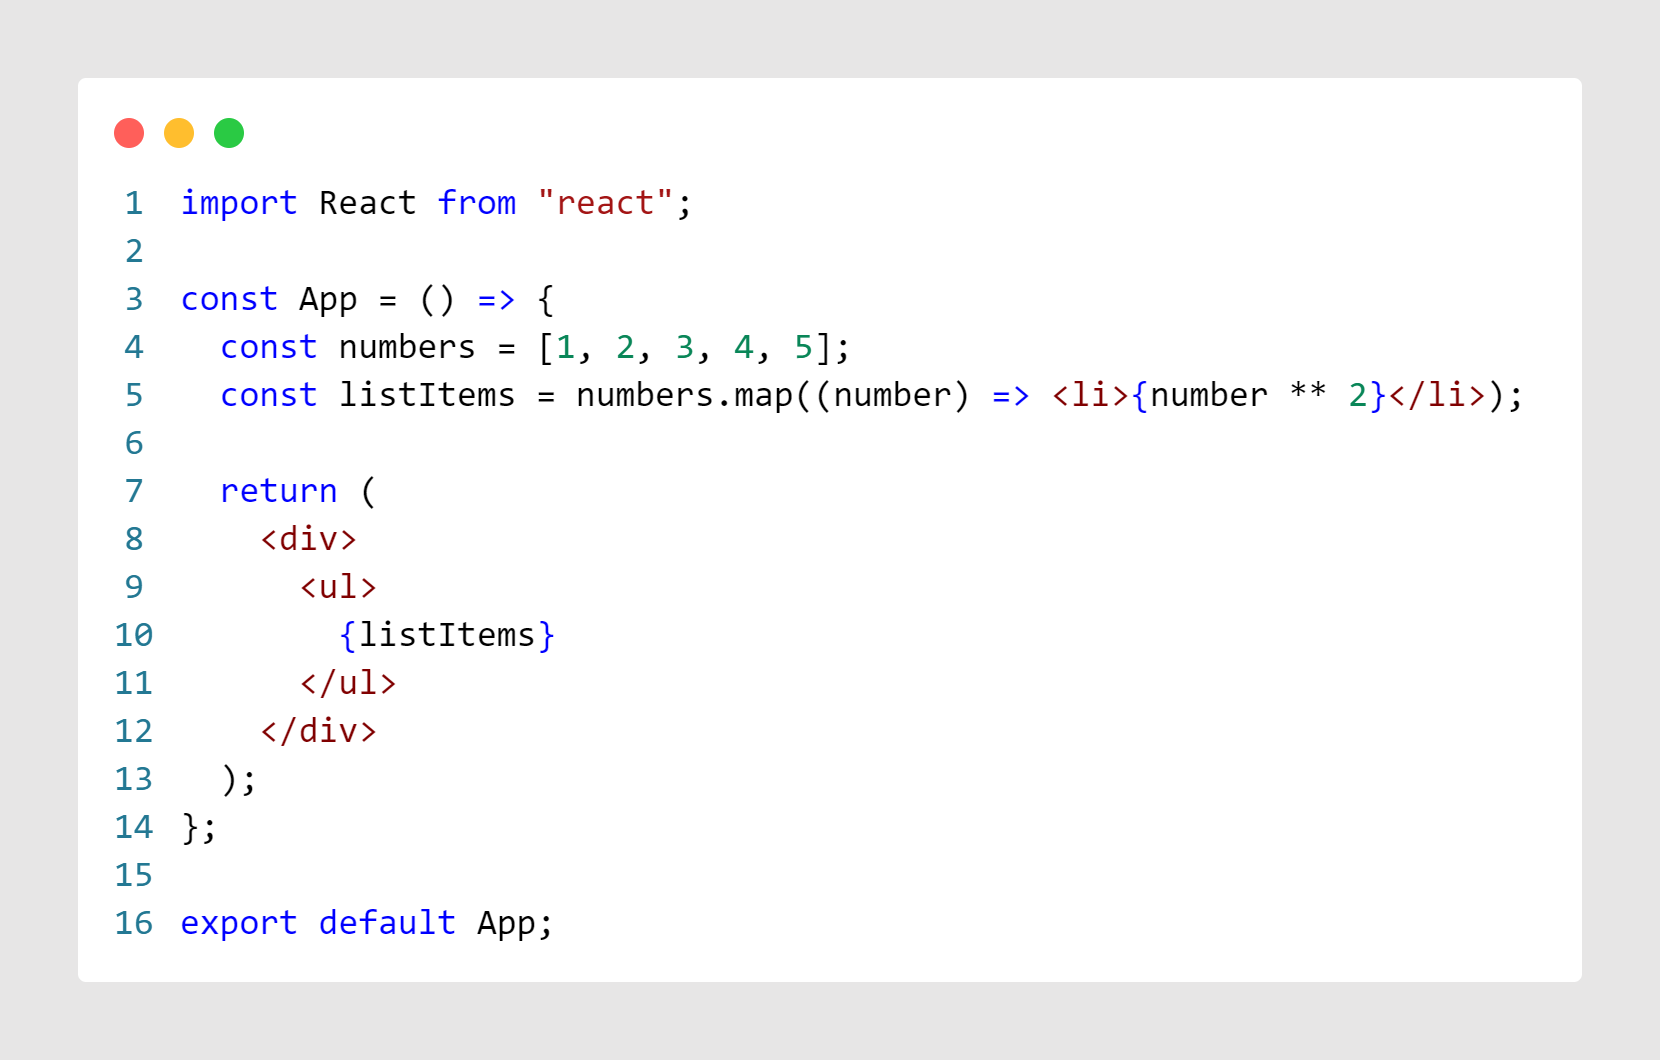 1 import React from "react";
2
3 const App = () => {
4   const numbers = [1, 2, 3, 4, 5];
5   const listItems = numbers.map((number) => <li>{number ** 2}</li>);
6
7   return (
8     <div>
9       <ul>
10         {listItems}
11       </ul>
12     </div>
13   );
14 };
15
16 export default App;